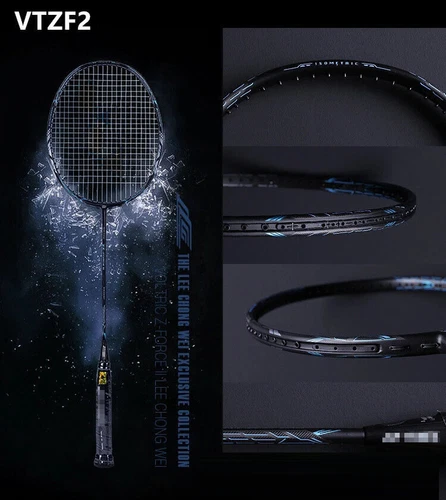 VTZF2
ISOMETRIC
THE LEE CHONG WEI EXCLUSIVE COLLECTION
VOLTRIC Z FORCE II/LEE CHONG WEI